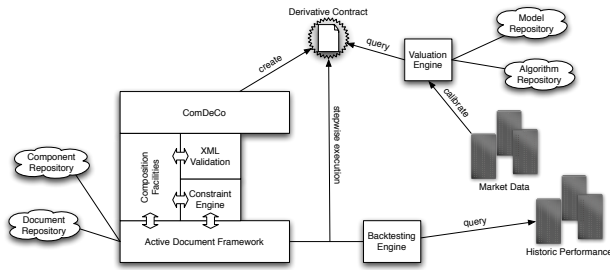 Derivative Contract
Model
Repository
query
Valuation
Engine
Algorithm
Repository
create
calibrate
ComDeCo
stepwise execution
Component
Repository
Composition
Facilities
XML
Validation
Market Data
Constraint
Engine
Document
Repository
Active Document Framework
Backtesting
Engine
query
Historic Performance